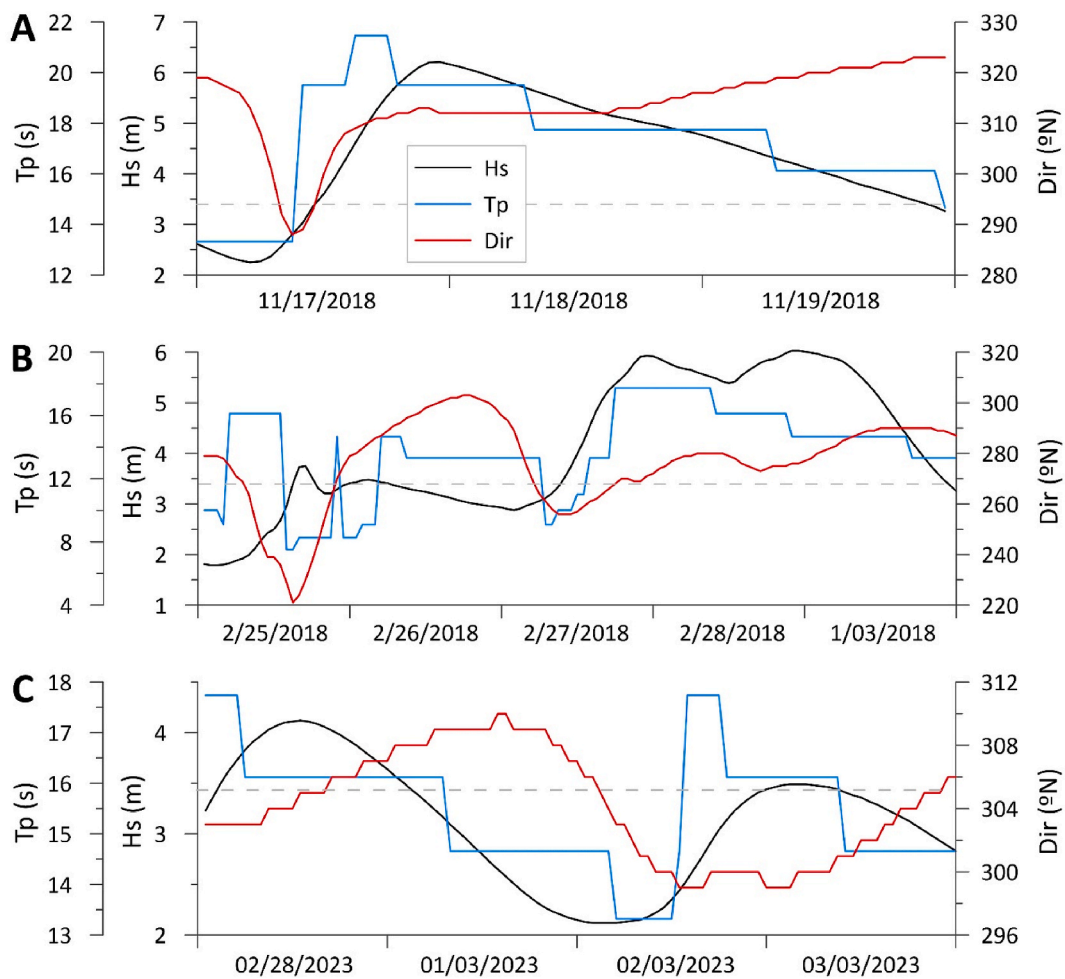 A
Tp (s)
22
20
18
16
14
12
Hs (m)
7
6
5
4
3
2
Hs
Tp
Dir
330
320
310
300
290
280
Dir (ºN)
11/17/2018 11/18/2018 11/19/2018
B
Tp (s)
20
16
12
8
4
Hs (m)
6
5
4
3
2
1
320
300
280
260
240
220
Dir (ºN)
2/25/2018 2/26/2018 2/27/2018 2/28/2018 1/03/2018
C
Tp (s)
18
17
16
15
14
13
Hs (m)
4
3
2
312
308
304
300
296
Dir (ºN)
02/28/2023 01/03/2023 02/03/2023 03/03/2023